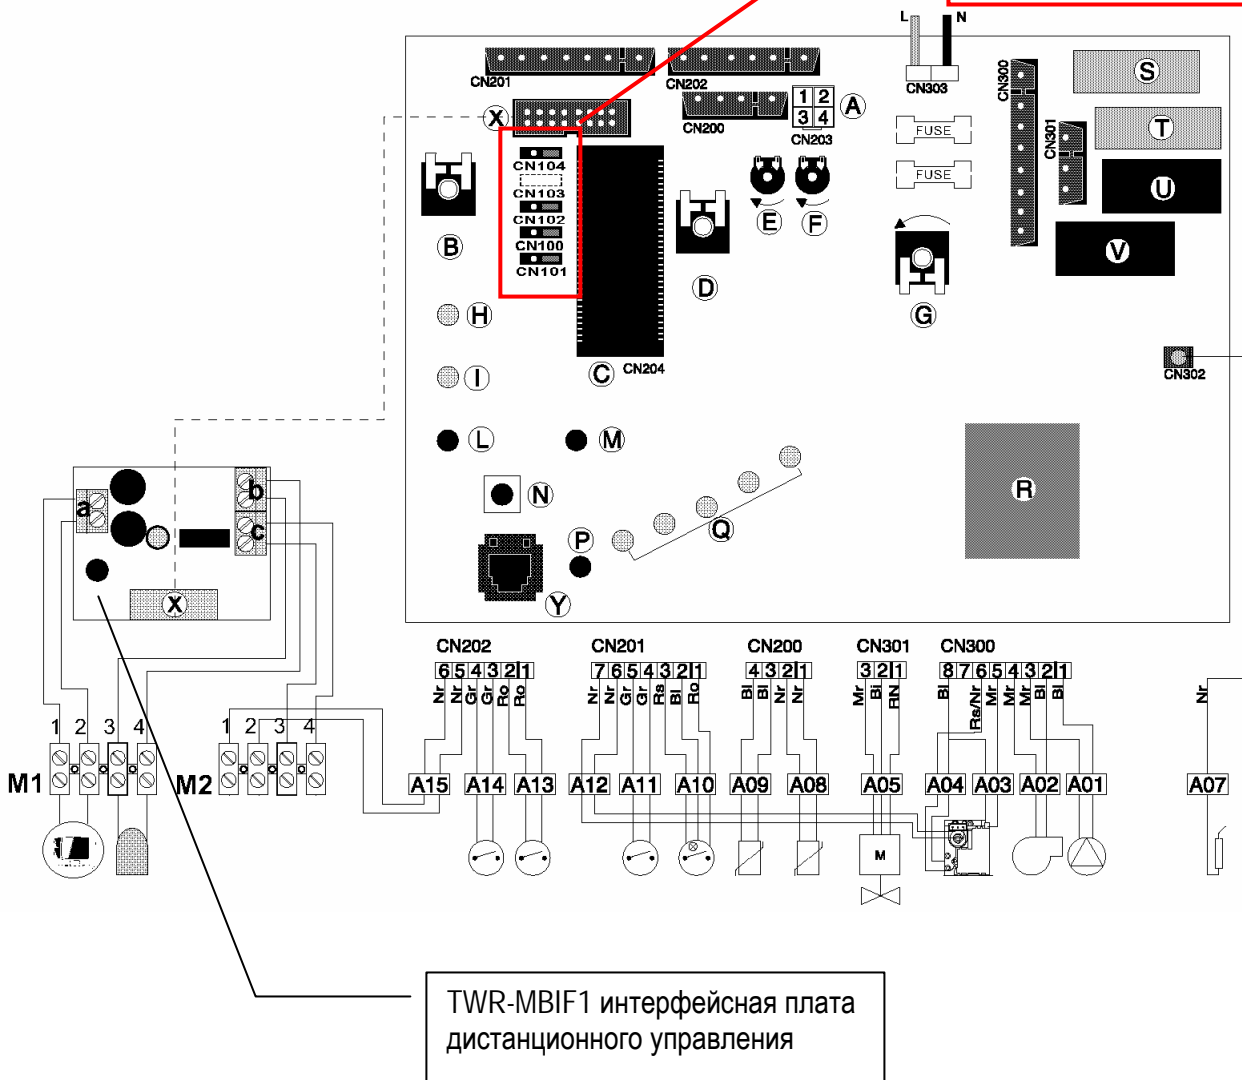 L N
CN201
CN202
CN300
CN303
S
X
CN200
1 2
3 4
A
CN203
FUSE
CN301
T
CN104
CN103
CN102
CN100
CN101
B
E
F
FUSE
U
D
G
V
H
I
C
CN204
CN302
L
M
N
Q
R
P
Y
a
b
c
X
CN202
CN201
CN200
CN301
CN300
6 5 4 3 2 1
7 6 5 4 3 2 1
4 3 2 1
3 2 1
8 7 6 5 4 3 2 1
Nr Nr Gr Gr Ro Ro
Nr Nr Gr Gr Rs Bl Ro
Bl Bl Nr Nr
Mr Bi RN
Bl Rs/Nr Mr Mr Mr Bl Bl
Nr
1 2 3 4
1 2 3 4
M1
M2
A15 A14 A13 A12 A11 A10 A09 A08 A05 A04 A03 A02 A01 A07
M
TWR-MBIF1 интерфейсная плата
дистанционного управления